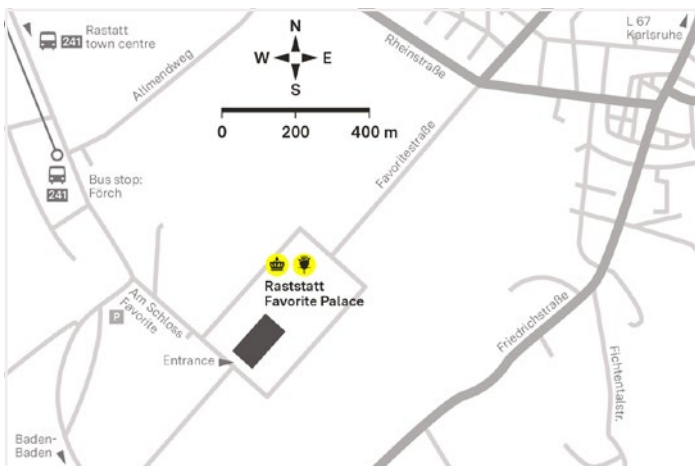 241 Rastatt
town centre
Allmendweg
N
W E
S
0 200 400 m
Rheinstraße
L 67
Karlsruhe
Favoritestraße
241
Bus stop:
Förch
Raststatt
Favorite Palace
Am Schloss
Favorite
P
Entrance
Friedrichstraße
Fichtentalstr.
Baden-
Baden